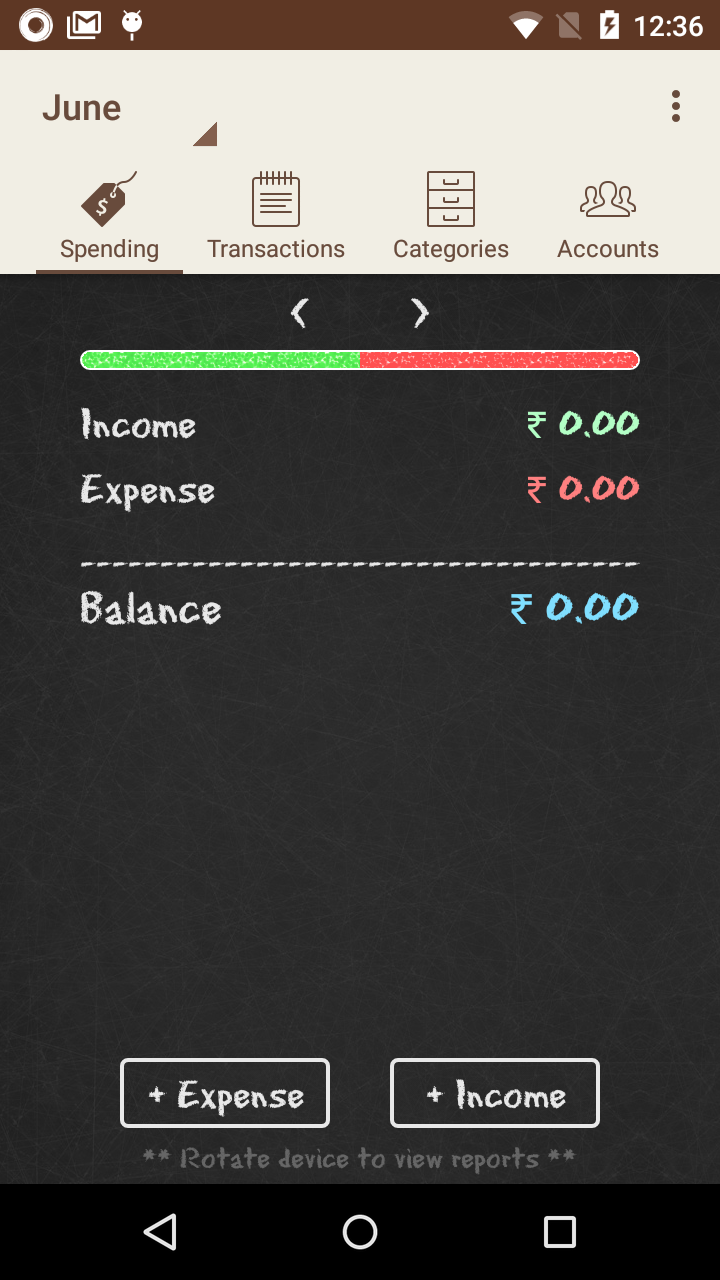 12:36
June
Spending Transactions Categories Accounts
Income ₹ 0.00
Expense ₹ 0.00
Balance ₹ 0.00
+ Expense + Income
** Rotate device to view reports **